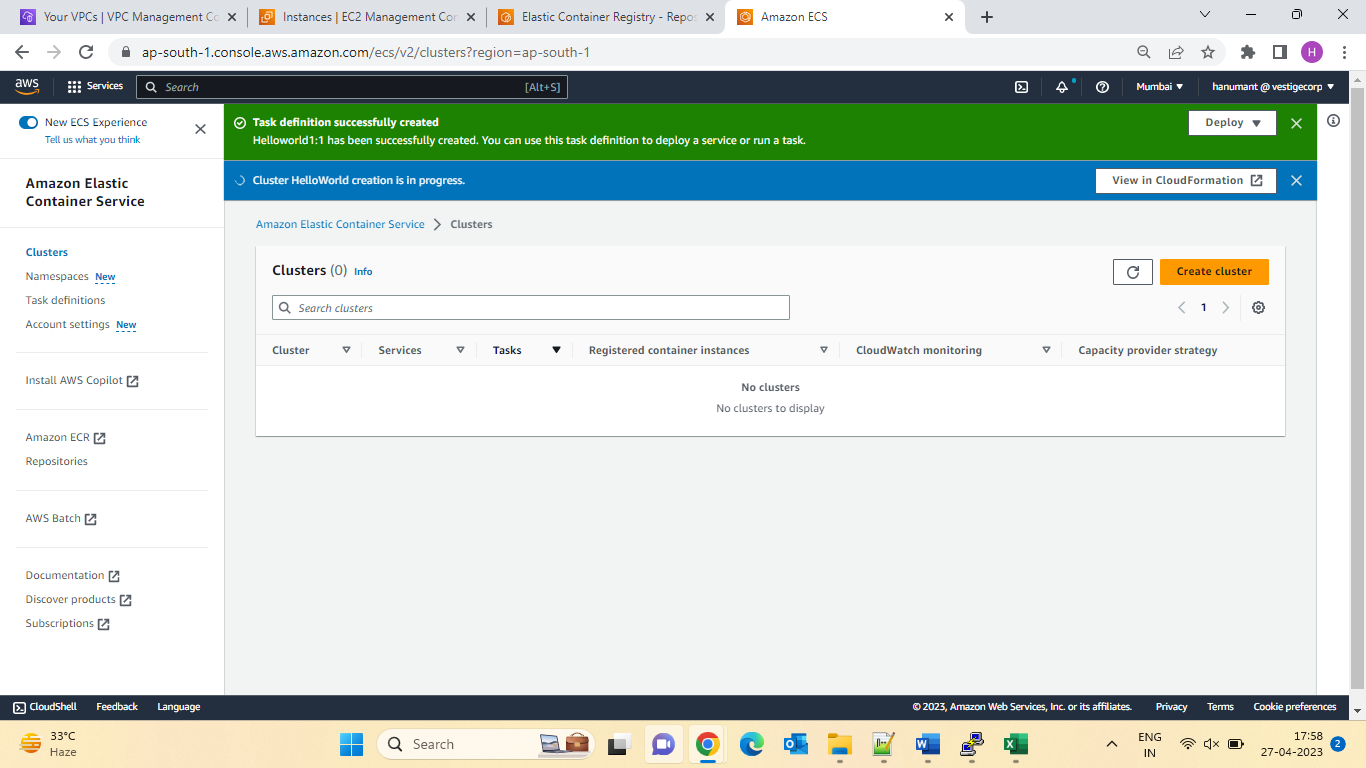 Your VPCs | VPC Management Co
Instances | EC2 Management Con
Elastic Container Registry - Repos
Amazon ECS
ap-south-1.console.aws.amazon.com/ecs/v2/clusters?region=ap-south-1
H
aws
Services
Search
[Alt+S]
Mumbai
hanumant @ vestigecorp
New ECS Experience
Tell us what you think
Amazon Elastic
Container Service
Clusters
Namespaces New
Task definitions
Account settings New
Install AWS Copilot
Amazon ECR
Repositories
AWS Batch
Documentation
Discover products
Subscriptions
Task definition successfully created
Helloworld1:1 has been successfully created. You can use this task definition to deploy a service or run a task.
Deploy
Cluster HelloWorld creation is in progress.
View in CloudFormation
Amazon Elastic Container Service > Clusters
Clusters (0) Info
Create cluster
Search clusters
1
Cluster Services Tasks Registered container instances CloudWatch monitoring Capacity provider strategy
No clusters
No clusters to display
CloudShell Feedback Language
© 2023, Amazon Web Services, Inc. or its affiliates. Privacy Terms Cookie preferences
33°C
Haze
Search
ENG
IN
17:58
27-04-2023
2